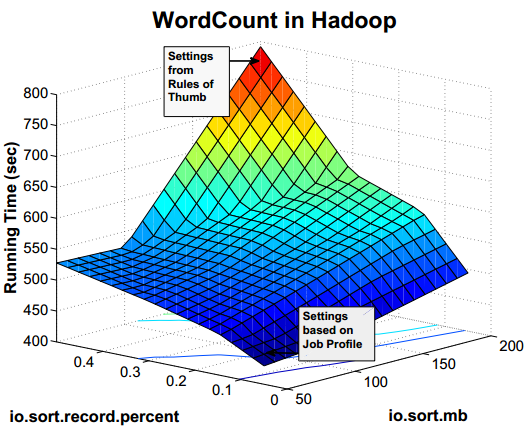 WordCount in Hadoop
Settings
from
Rules of
Thumb
800
750
700
650
600
550
500
450
400
Running Time (sec)
Settings
based on
Job Profile
0.4
0.3
0.2
0.1
0
50
100
150
200
io.sort.record.percent
io.sort.mb